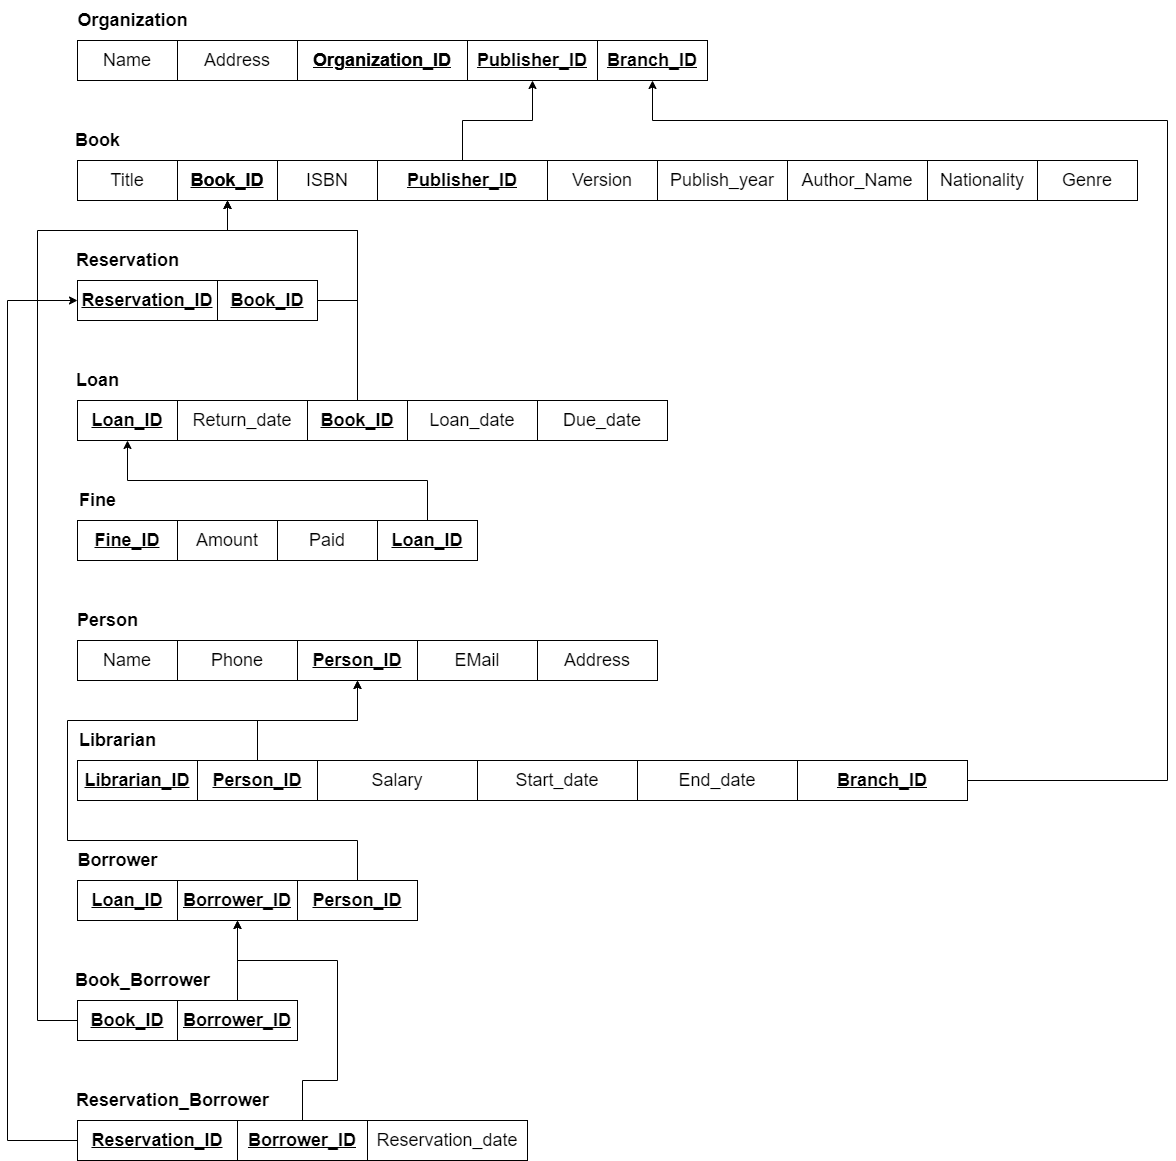 Organization
Name Address Organization_ID Publisher_ID Branch_ID
Book
Title Book_ID ISBN Publisher_ID Version Publish_year Author_Name Nationality Genre
Reservation
Reservation_ID Book_ID
Loan
Loan_ID Return_date Book_ID Loan_date Due_date
Fine
Fine_ID Amount Paid Loan_ID
Person
Name Phone Person_ID EMail Address
Librarian
Librarian_ID Person_ID Salary Start_date End_date Branch_ID
Borrower
Loan_ID Borrower_ID Person_ID
Book_Borrower
Book_ID Borrower_ID
Reservation_Borrower
Reservation_ID Borrower_ID Reservation_date